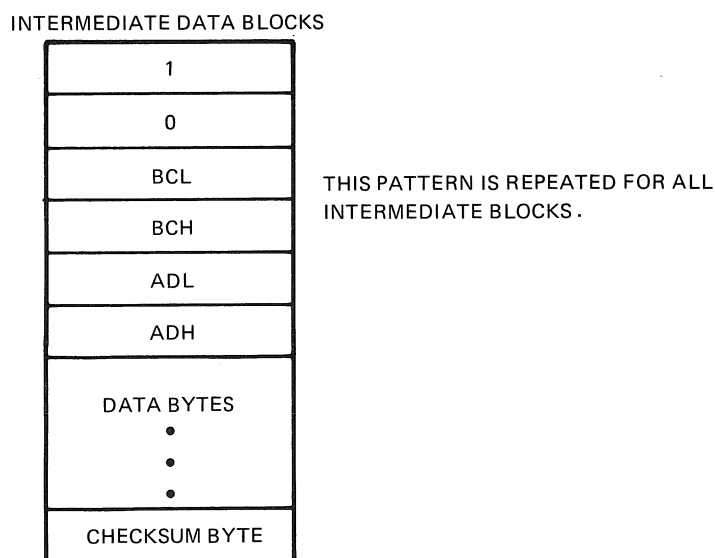 INTERMEDIATE DATA BLOCKS
1
0
BCL
BCH
ADL
ADH
DATA BYTES
CHECKSUM BYTE
THIS PATTERN IS REPEATED FOR ALL
INTERMEDIATE BLOCKS.